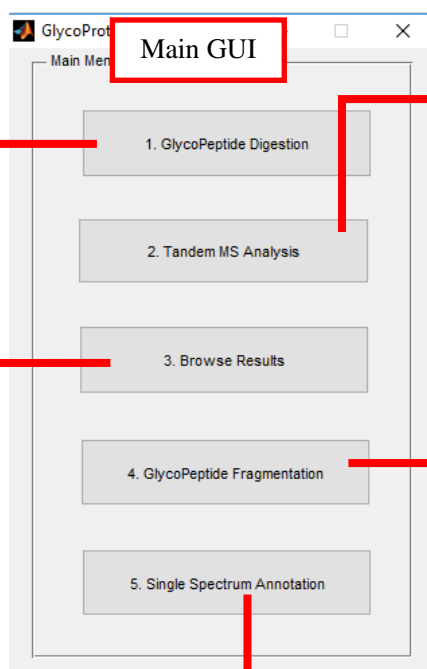 GlycoProt
Main GUI
Main Men
1. GlycoPeptide Digestion
2. Tandem MS Analysis
3. Browse Results
4. GlycoPeptide Fragmentation
5. Single Spectrum Annotation